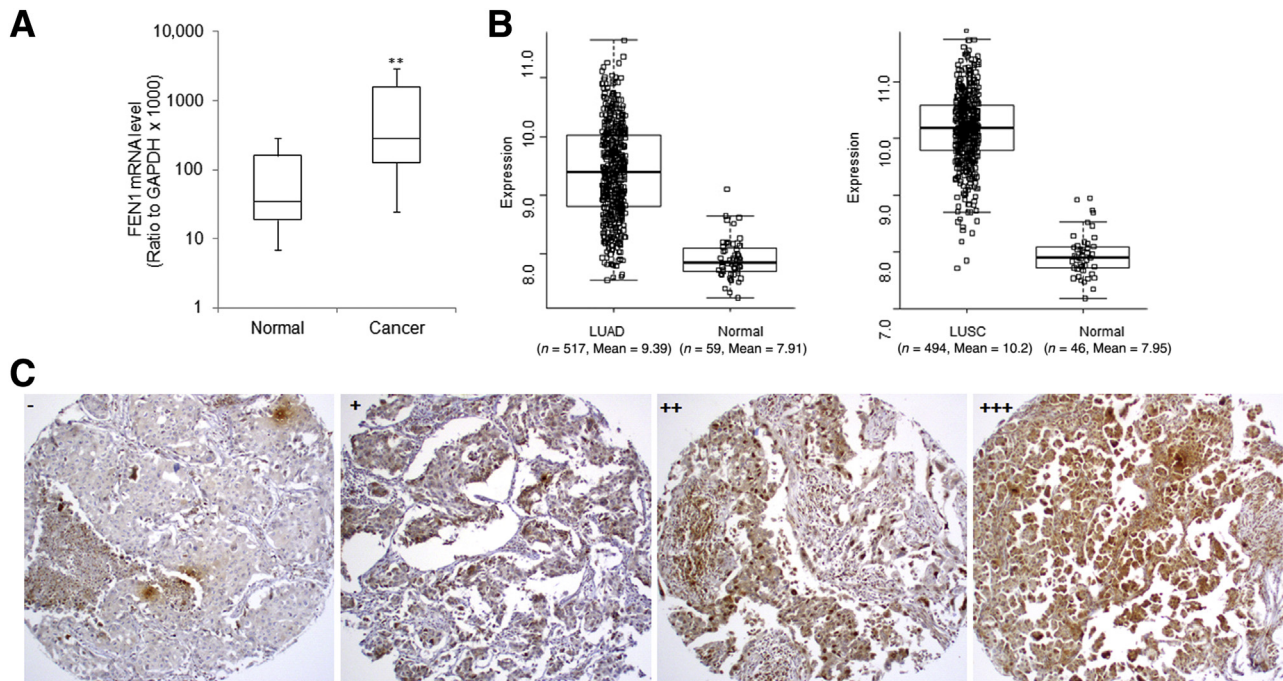 A
FEN1 mRNA level
(Ratio to GAPDH x 1000)
10,000
1000
100
10
1
**
Normal
Cancer
B
Expression
11.0
10.0
9.0
8.0
LUAD
(n = 517, Mean = 9.39)
Normal
(n = 59, Mean = 7.91)
Expression
11.0
10.0
9.0
8.0
7.0
LUSC
(n = 494, Mean = 10.2)
Normal
(n = 46, Mean = 7.95)
C
-
+
++
+++